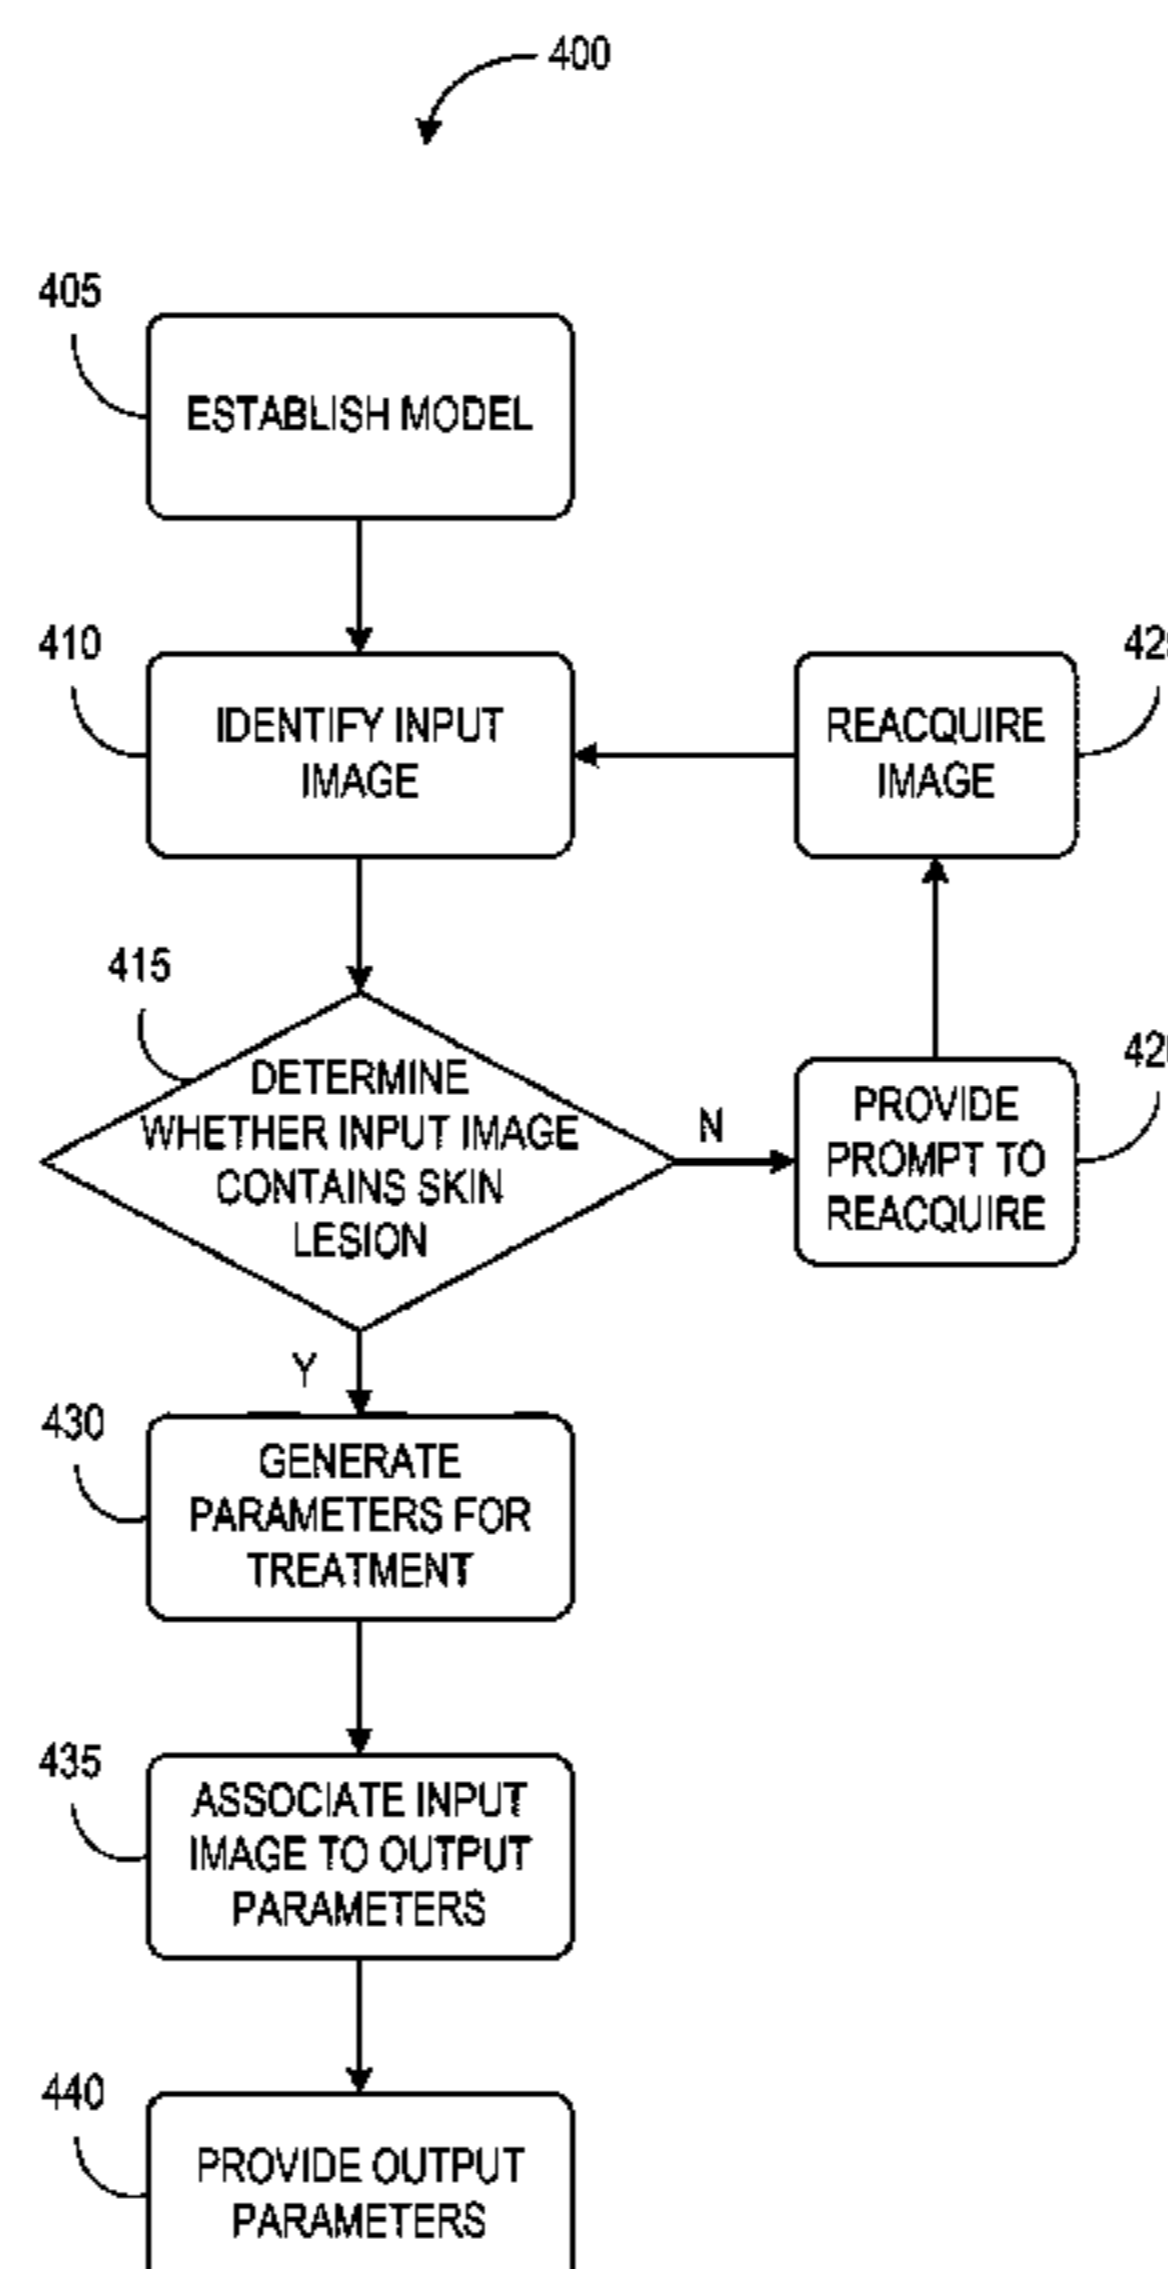 400
405
ESTABLISH MODEL
410
IDENTIFY INPUT
IMAGE
REACQUIRE
IMAGE
415
DETERMINE
WHETHER INPUT IMAGE
CONTAINS SKIN
LESION
N
PROVIDE
PROMPT TO
REACQUIRE
Y
430
GENERATE
PARAMETERS FOR
TREATMENT
435
ASSOCIATE INPUT
IMAGE TO OUTPUT
PARAMETERS
440
PROVIDE OUTPUT
PARAMETERS